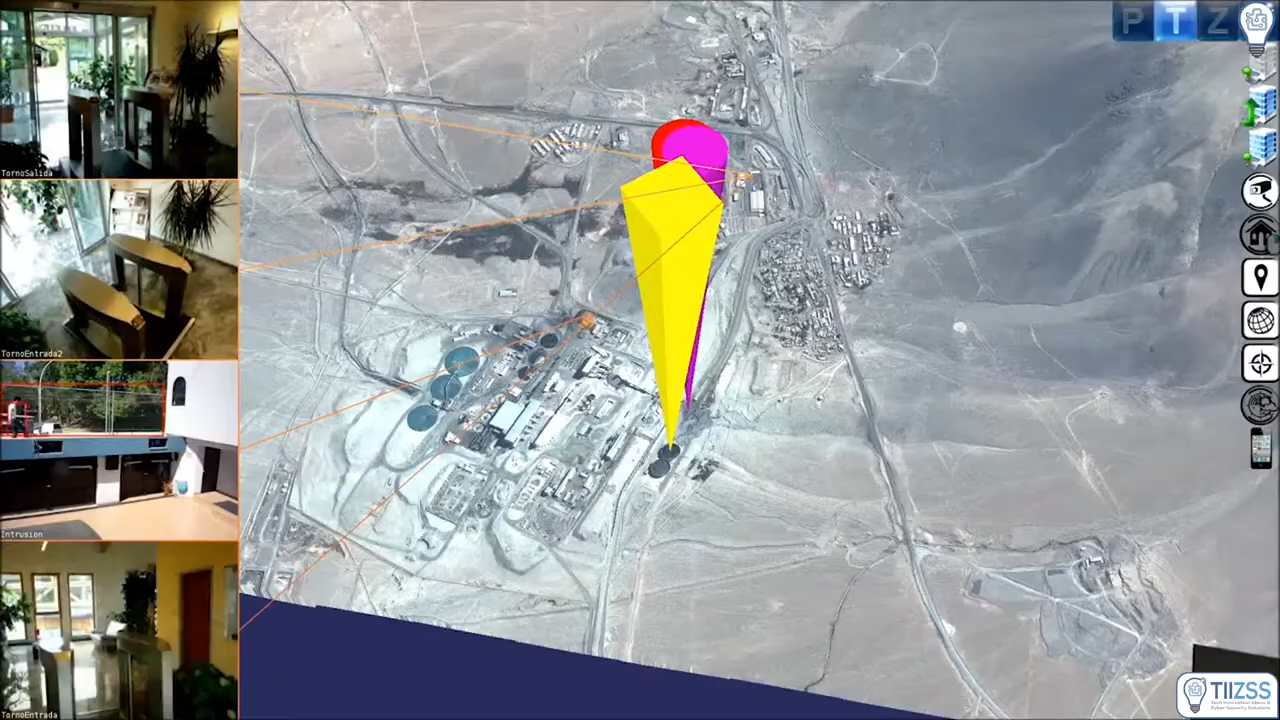 TornoSalida
TornoEntrada2
Intrusion
TornoEntrada
P T Z
TIIZSS
Tech Innovation Ideas &
Cyber Security Solutions